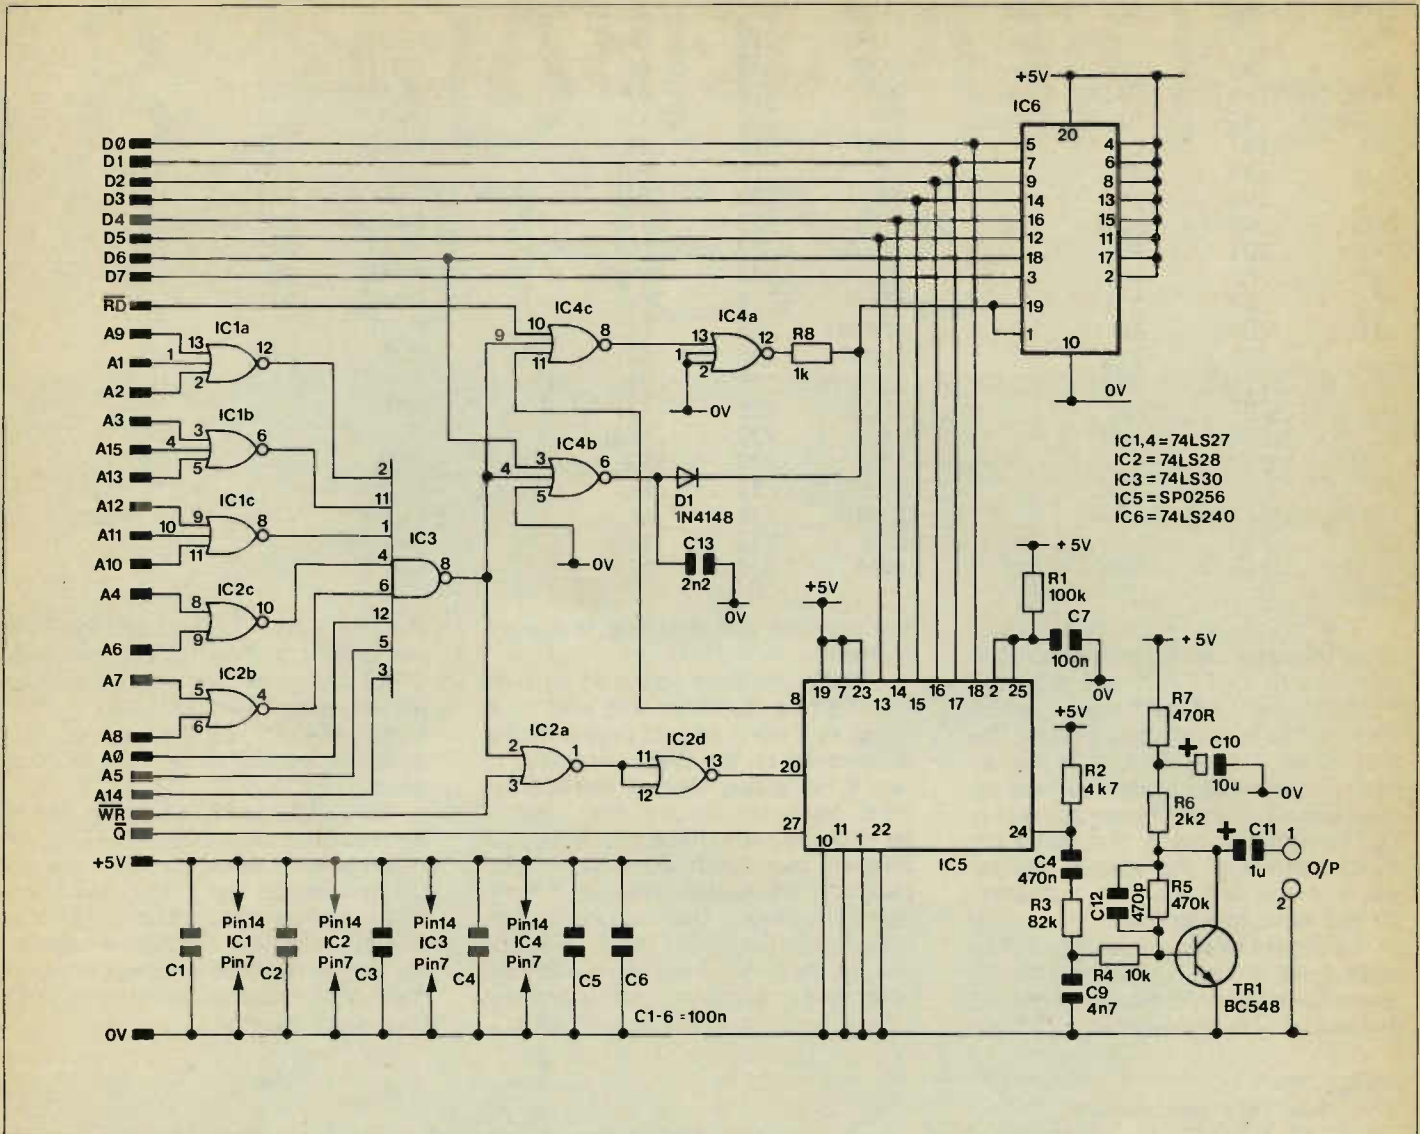 +5V
IC6
20
D0 5 4
D1 7 6
D2 9 8
D3 14 13
D4 16 15
D5 12 11
D6 18 17
D7 3 2
RD
19
1
10
0V
A9
A1
A2
13
1
2
IC1a
12
A3
A15
A13
3
4
5
IC1b
6
A12
A11
A10
9
10
11
IC1c
8
A4
A6
8
9
IC2c
10
A7
A8
5
6
IC2b
4
A0
A5
A14
WR
Q
2
11
1
4
6
12
5
3
IC3
8
IC4c
10
9
11
8
IC4a
13
1
2
12
0V
R8
1k
IC4b
3
4
5
6
0V
D1
1N4148
C13
2n2
0V
IC1,4=74LS27
IC2=74LS28
IC3=74LS30
IC5=SP0256
IC6=74LS240
IC2a
2
3
1
IC2d
11
12
13
+5V
19 7 23 13 14 15 16 17 18 2 25
8
20
27
10 11 1 22
24
IC5
+5V
R1
100k
C7
100n
0V
+5V
R2
4k7
C4
470n
R3
82k
R4 10k
C9
4n7
+5V
R7
470R
+ C10
10u
0V
R6
2k2
+ C11
1u
1
O/P
2
C12
470p
R5
470k
TR1
BC548
+5V
C1
Pin14
IC1
Pin7
C2
Pin14
IC2
Pin7
C3
Pin14
IC3
Pin7
C4
Pin14
IC4
Pin7
C5
C6
C1-6 =100n
0V